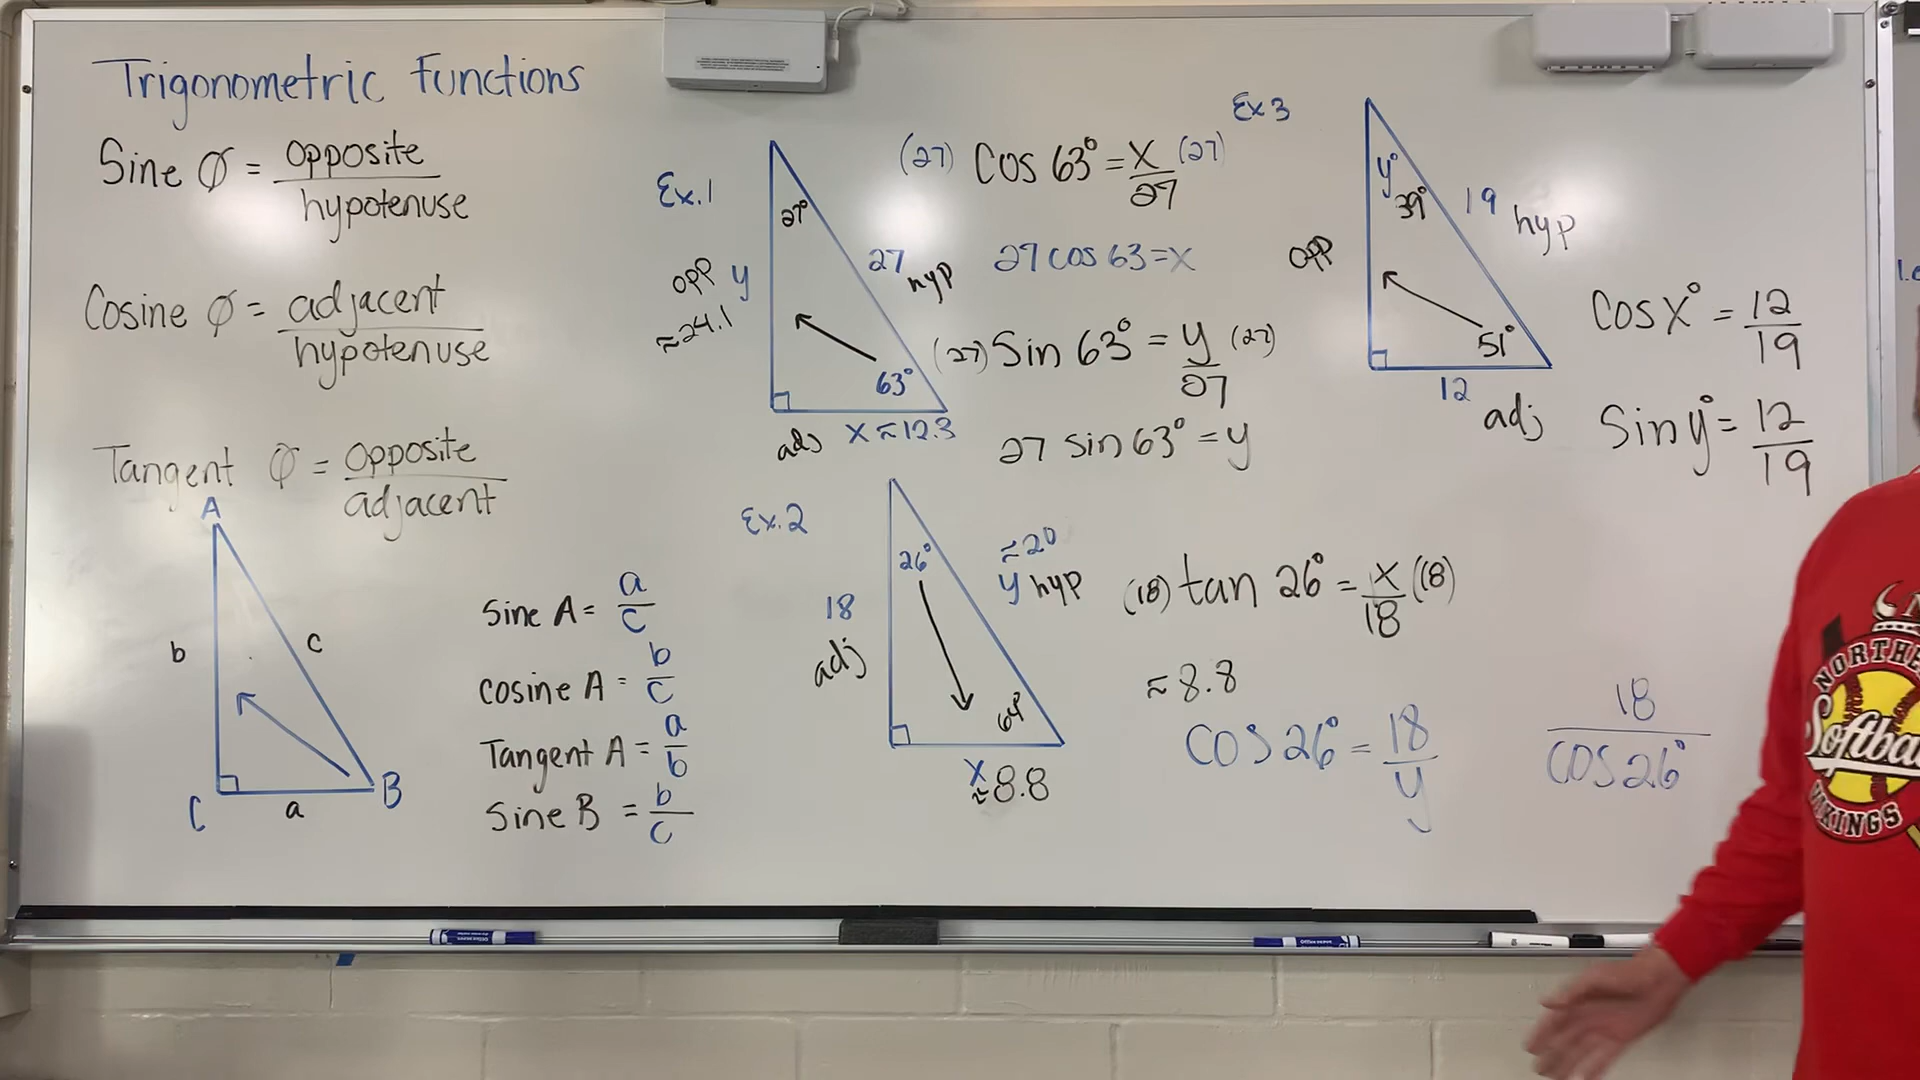 Trigonometric Functions
Sine Ø = opposite
hypotenuse
Cosine Ø = adjacent
hypotenuse
Tangent Ø = opposite
adjacent
A
b
c
C
a
B
Sine A = a
c
cosine A = b
c
Tangent A = a
b
Sine B = b
c
Ex.1
27°
opp y
≈24.1
27
hyp
63°
adj x ≈ 12.3
(27) Cos 63° = x (27)
27
27 cos 63 = x
(27) Sin 63° = y (27)
27
27 sin 63° = y
Ex.2
26°
≈20
y hyp
18
adj
64°
x
≈8.8
(18) tan 26° = x (18)
18
≈ 8.8
COS 26° = 18
y
18
COS 26°
Ex 3
y°
39°
19
hyp
opp
51°
12
adj
Cos x° = 12
19
Sin y° = 12
19
Softba
KINGS